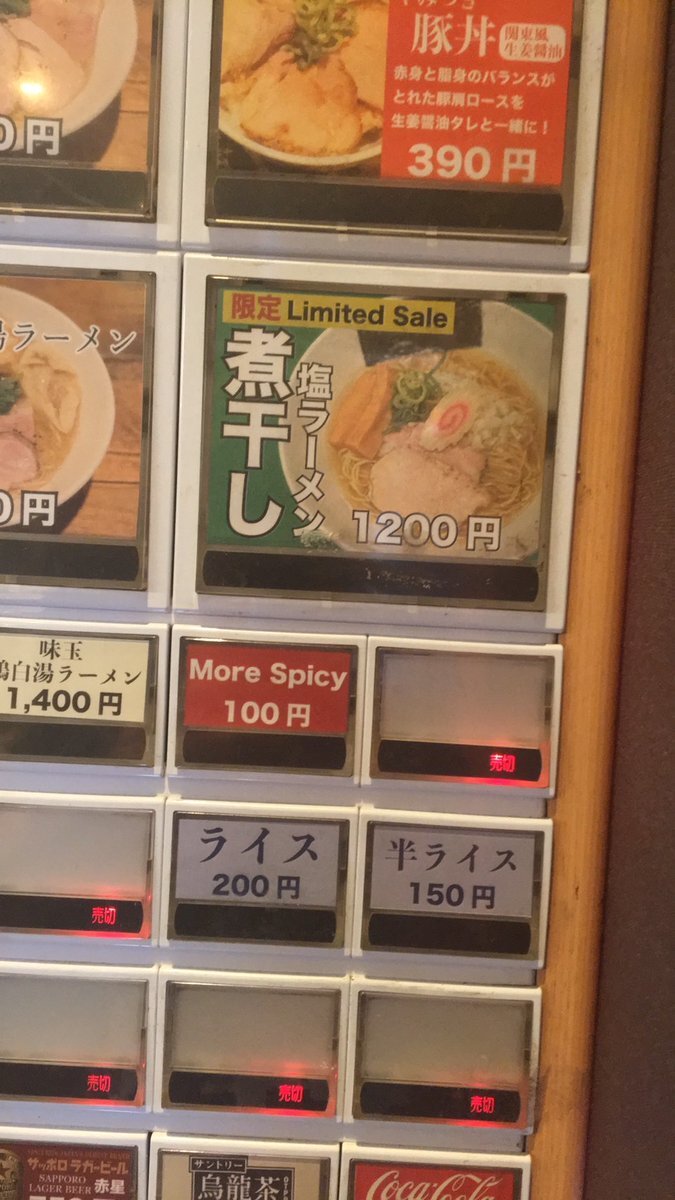 0円
豚丼
関東風
生姜醤油
赤身と脂身のバランスが
とれた豚肩ロースを
生姜醤油タレと一緒に！
390円
湯ラーメン
0円
限定 Limited Sale
煮干し
塩ラーメン
1200円
味玉
鶏白湯ラーメン
1,400円
More Spicy
100円
売切
売切
ライス
200円
半ライス
150円
売切
売切
売切
サッポロラガービール
SAPPORO
LAGER BEER 赤星
サントリー
烏龍茶
Coca-Cola